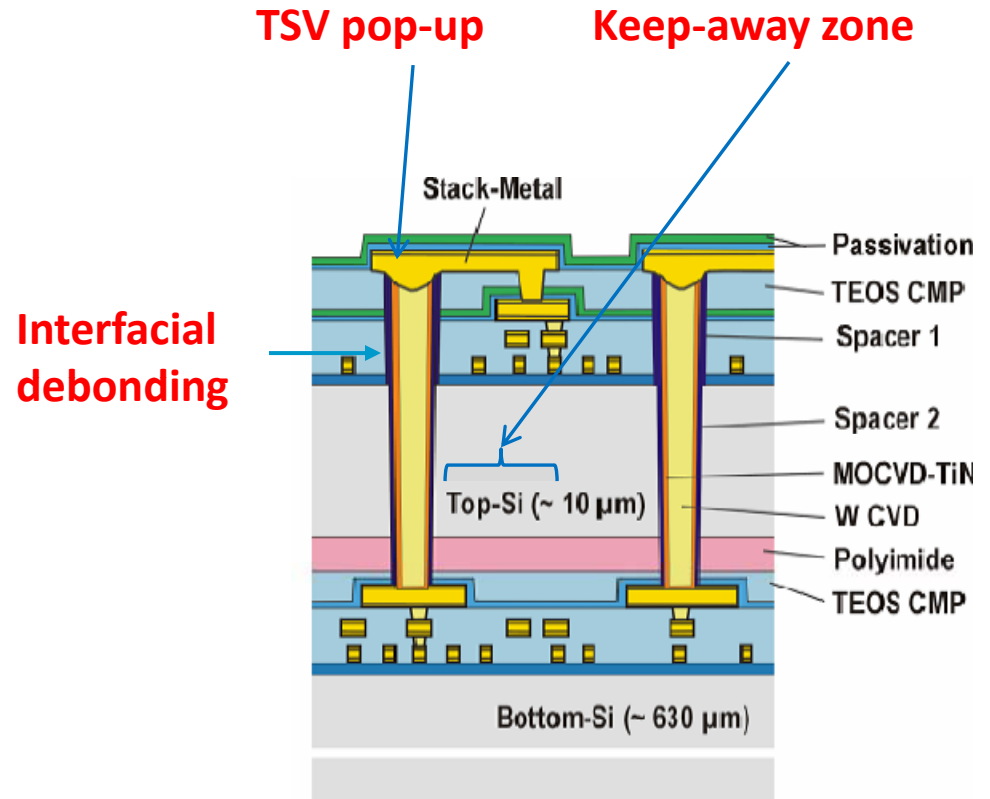 TSV pop-up
Keep-away zone
Stack-Metal
Passivation
TEOS CMP
Spacer 1
Interfacial
debonding
Spacer 2
MOCVD-TiN
Top-Si (~ 10 µm)
W CVD
Polyimide
TEOS CMP
Bottom-Si (~ 630 µm)